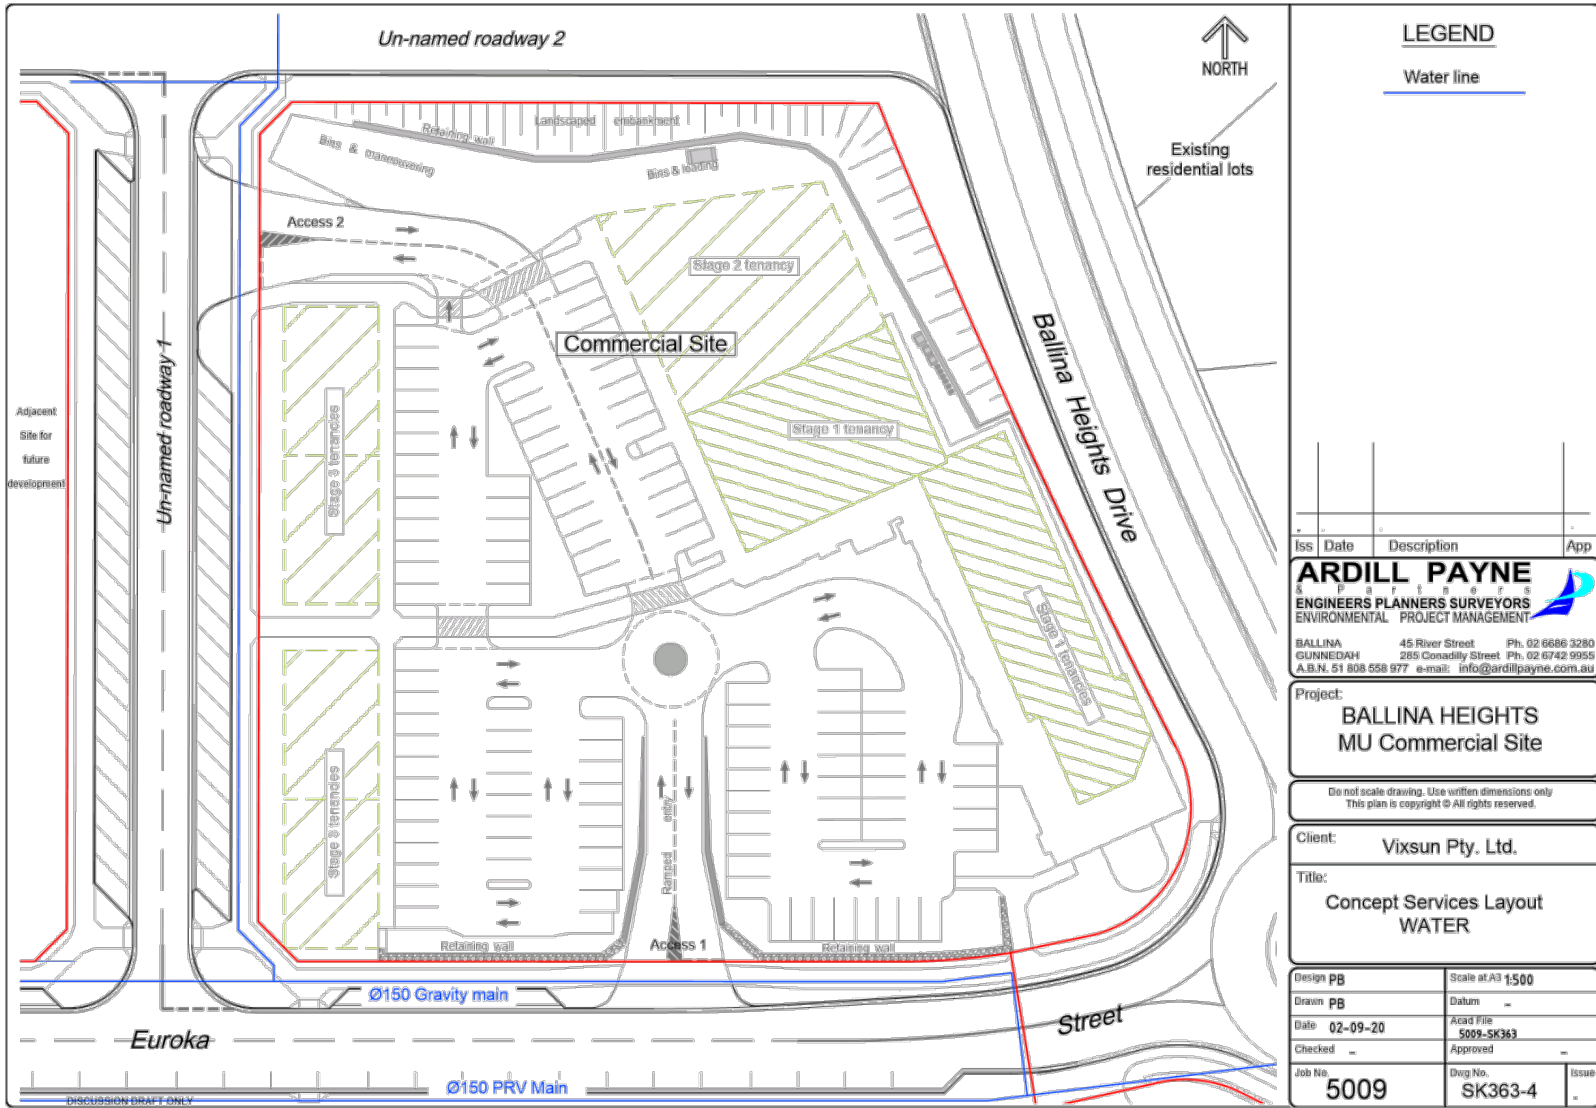 Un-named roadway 2
NORTH
Existing
residential lots
Landscaped embankment
Retaining wall
Bins & manoeuvering
Bins & loading
Access 2
Stage 2 tenancy
Commercial Site
Stage 1 tenancy
Stage 3 tenancies
Un-named roadway 1
Adjacent
Site for
future
development
Ballina Heights Drive
Stage 1 tenancies
Stage 3 tenancies
Ramped entry
Retaining wall
Access 1
Retaining wall
Ø150 Gravity main
Euroka Street
Ø150 PRV Main
DISCUSSION DRAFT ONLY
LEGEND
Water line
Iss Date Description App
ARDILL PAYNE
& Partners
ENGINEERS PLANNERS SURVEYORS
ENVIRONMENTAL PROJECT MANAGEMENT
BALLINA 45 River Street Ph. 02 6686 3280
GUNNEDAH 285 Conadilly Street Ph. 02 6742 9955
A.B.N. 51 808 558 977 e-mail: info@ardillpayne.com.au
Project:
BALLINA HEIGHTS
MU Commercial Site
Do not scale drawing. Use written dimensions only
This plan is copyright © All rights reserved.
Client:
Vixsun Pty. Ltd.
Title:
Concept Services Layout
WATER
Design PB
Scale at A3 1:500
Drawn PB
Datum -
Date 02-09-20
Acad File
5009-SK363
Checked -
Approved -
Job No.
5009
Dwg No.
SK363-4
Issue
-